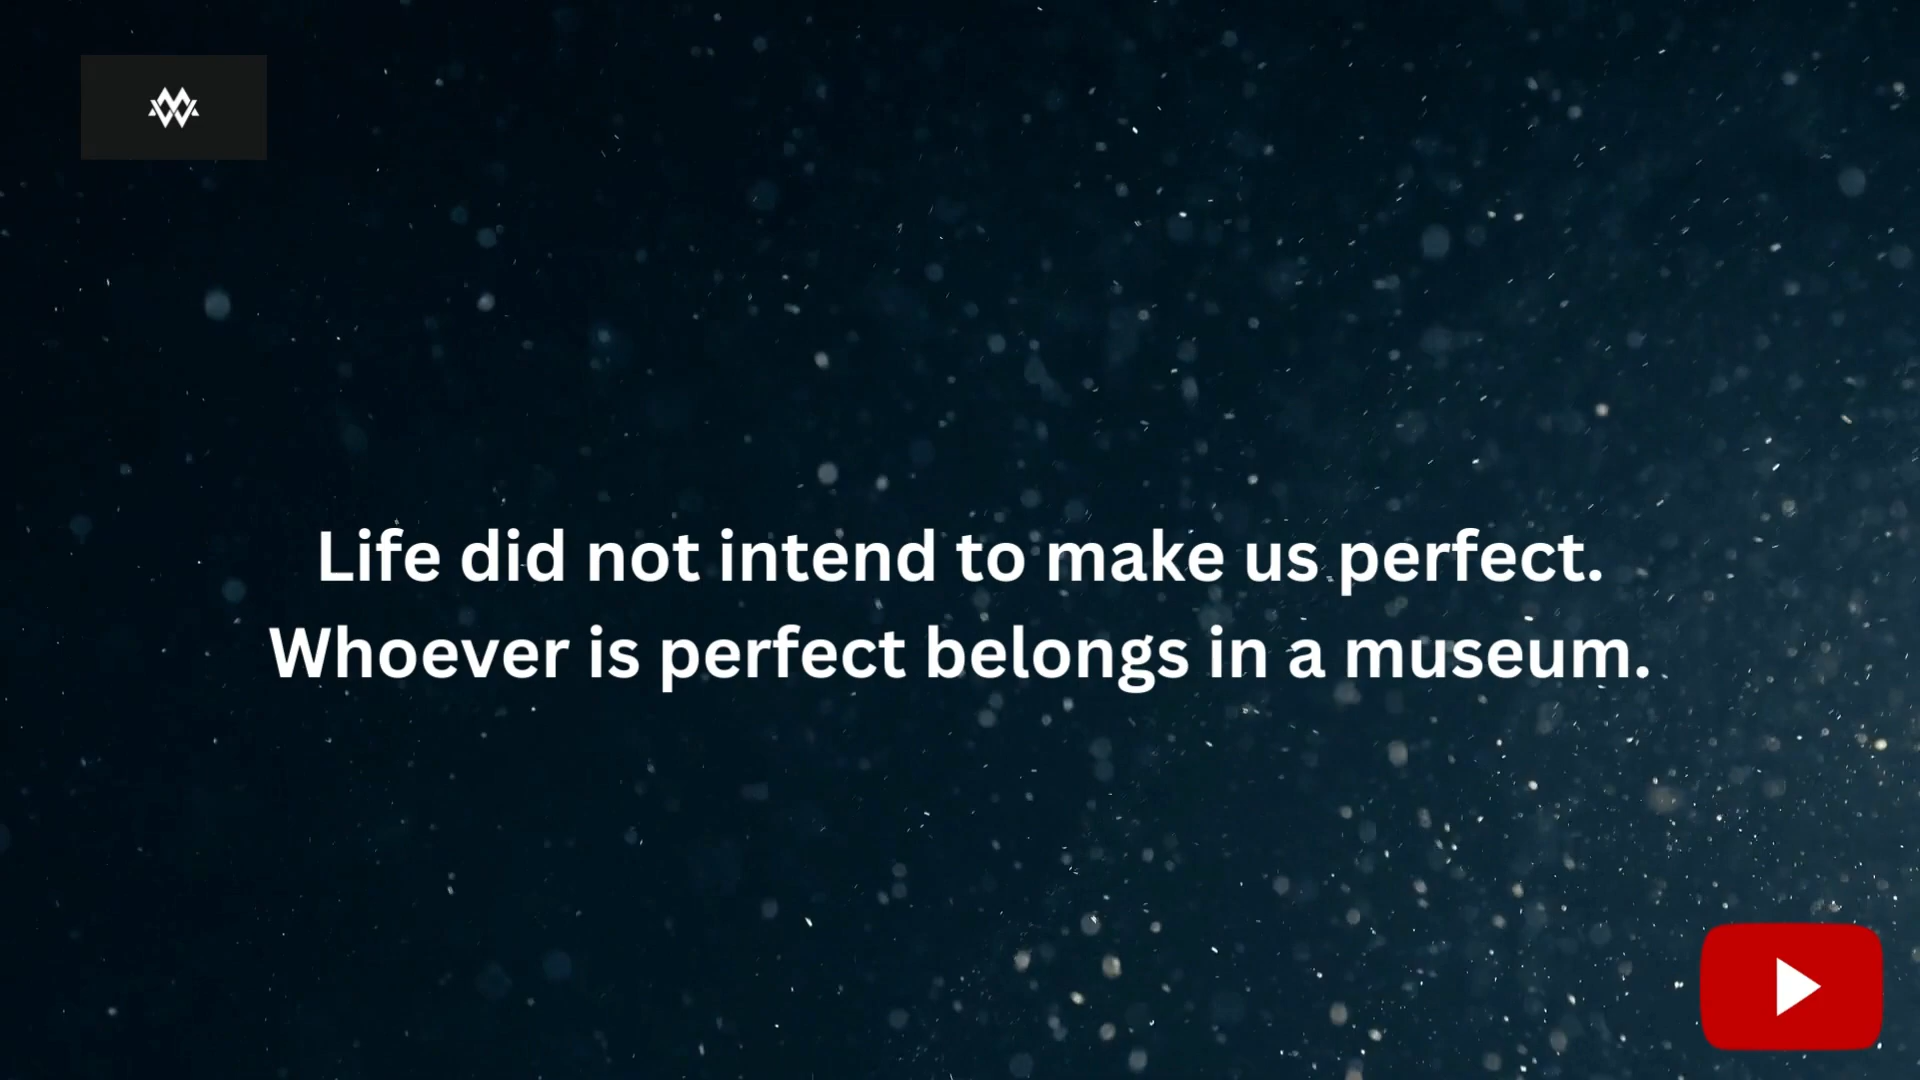 Life did not intend to make us perfect.
Whoever is perfect belongs in a museum.